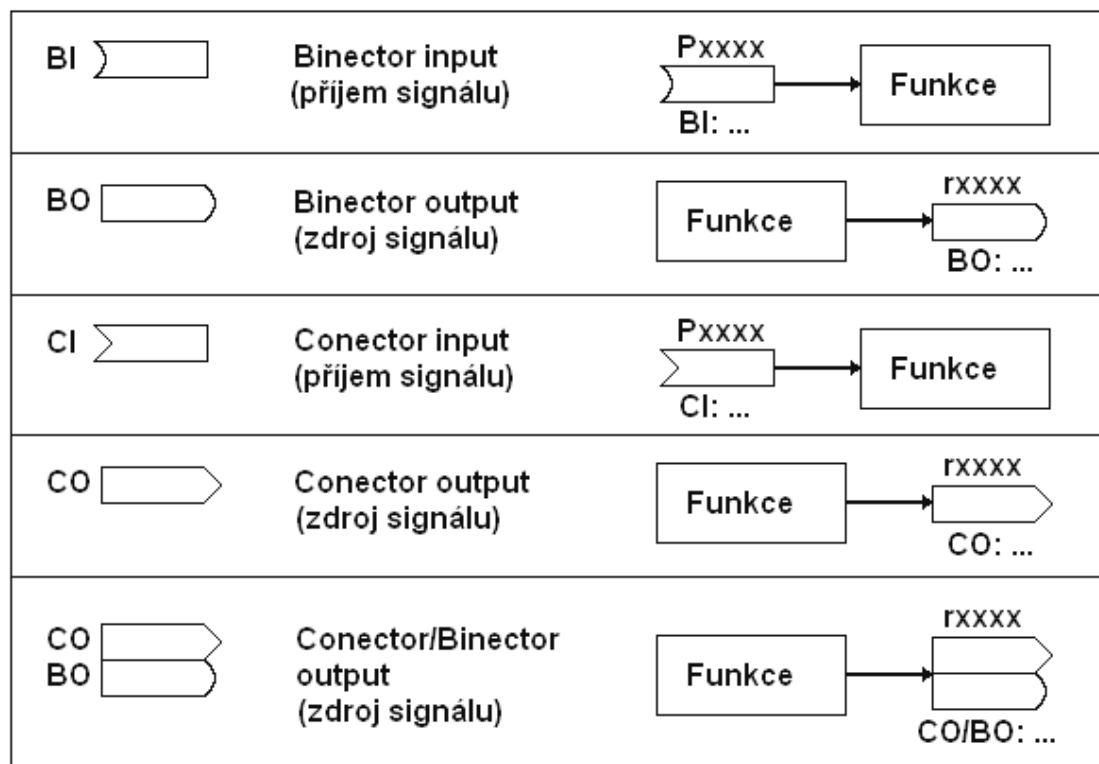 BI
Binector input
(příjem signálu)
Pxxxx
BI: ...
Funkce
BO
Binector output
(zdroj signálu)
Funkce
rxxxx
BO: ...
CI
Conector input
(příjem signálu)
Pxxxx
CI: ...
Funkce
CO
Conector output
(zdroj signálu)
Funkce
rxxxx
CO: ...
CO
BO
Conector/Binector
output
(zdroj signálu)
Funkce
rxxxx
CO/BO: ...